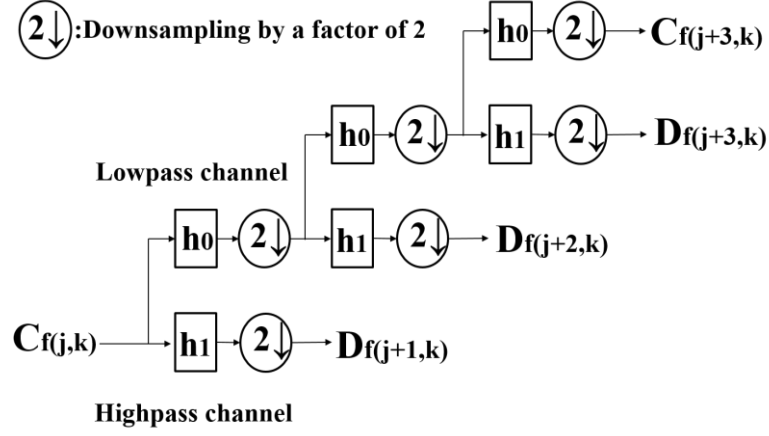 2↓:Downsampling by a factor of 2
h0 2↓ Cf(j+3,k)
h0 2↓ h1 2↓ Df(j+3,k)
Lowpass channel
h0 2↓ h1 2↓ Df(j+2,k)
Cf(j,k) h1 2↓ Df(j+1,k)
Highpass channel